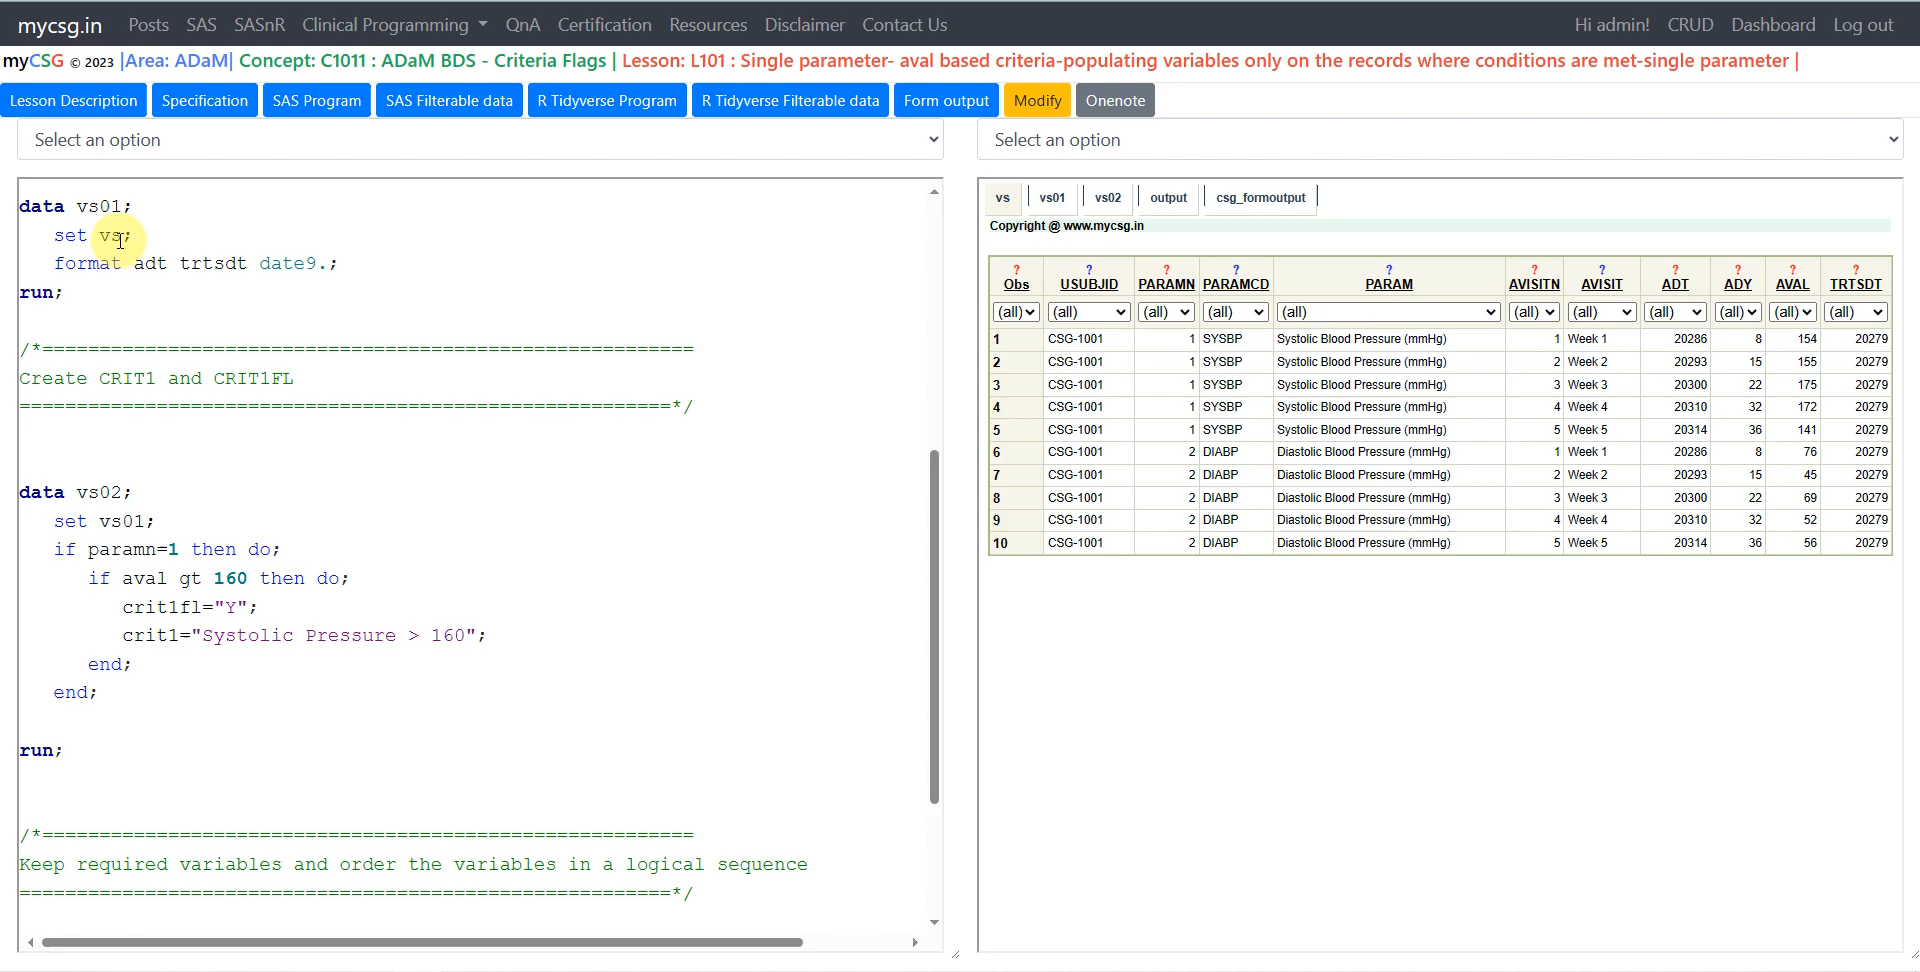 mycsg.in Posts SAS SASnR Clinical Programming QnA Certification Resources Disclaimer Contact Us Hi admin! CRUD Dashboard Log out
myCSG © 2023 |Area: ADaM| Concept: C1011 : ADaM BDS - Criteria Flags | Lesson: L101 : Single parameter- aval based criteria-populating variables only on the records where conditions are met-single parameter |
Lesson Description Specification SAS Program SAS Filterable data R Tidyverse Program R Tidyverse Filterable data Form output Modify Onenote
Select an option
data vs01;
set vs;
format adt trtsdt date9.;
run;
/*=========================================================
Create CRIT1 and CRIT1FL
=========================================================*/
data vs02;
set vs01;
if paramn=1 then do;
if aval gt 160 then do;
crit1fl="Y";
crit1="Systolic Pressure > 160";
end;
end;
run;
/*=========================================================
Keep required variables and order the variables in a logical sequence
=========================================================*/
Select an option
vs vs01 vs02 output csg_formoutput
Copyright @ www.mycsg.in
? ? ? ? ? ? ? ? ? ? ?
Obs USUBJID PARAMN PARAMCD PARAM AVISITN AVISIT ADT ADY AVAL TRTSDT
(all) (all) (all) (all) (all) (all) (all) (all) (all) (all) (all)
1 CSG-1001 1 SYSBP Systolic Blood Pressure (mmHg) 1 Week 1 20286 8 154 20279
2 CSG-1001 1 SYSBP Systolic Blood Pressure (mmHg) 2 Week 2 20293 15 155 20279
3 CSG-1001 1 SYSBP Systolic Blood Pressure (mmHg) 3 Week 3 20300 22 175 20279
4 CSG-1001 1 SYSBP Systolic Blood Pressure (mmHg) 4 Week 4 20310 32 172 20279
5 CSG-1001 1 SYSBP Systolic Blood Pressure (mmHg) 5 Week 5 20314 36 141 20279
6 CSG-1001 2 DIABP Diastolic Blood Pressure (mmHg) 1 Week 1 20286 8 76 20279
7 CSG-1001 2 DIABP Diastolic Blood Pressure (mmHg) 2 Week 2 20293 15 45 20279
8 CSG-1001 2 DIABP Diastolic Blood Pressure (mmHg) 3 Week 3 20300 22 69 20279
9 CSG-1001 2 DIABP Diastolic Blood Pressure (mmHg) 4 Week 4 20310 32 52 20279
10 CSG-1001 2 DIABP Diastolic Blood Pressure (mmHg) 5 Week 5 20314 36 56 20279